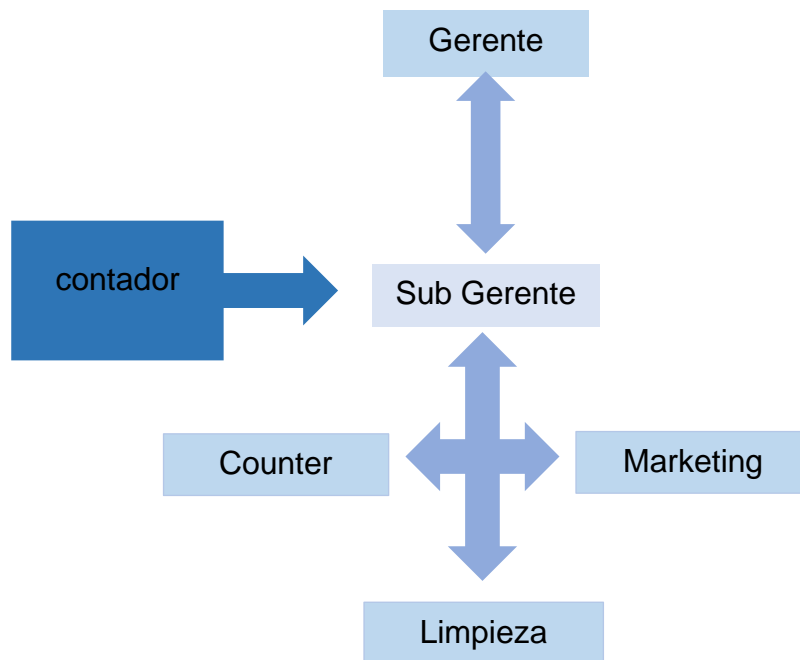 Gerente
contador
Sub Gerente
Counter
Marketing
Limpieza